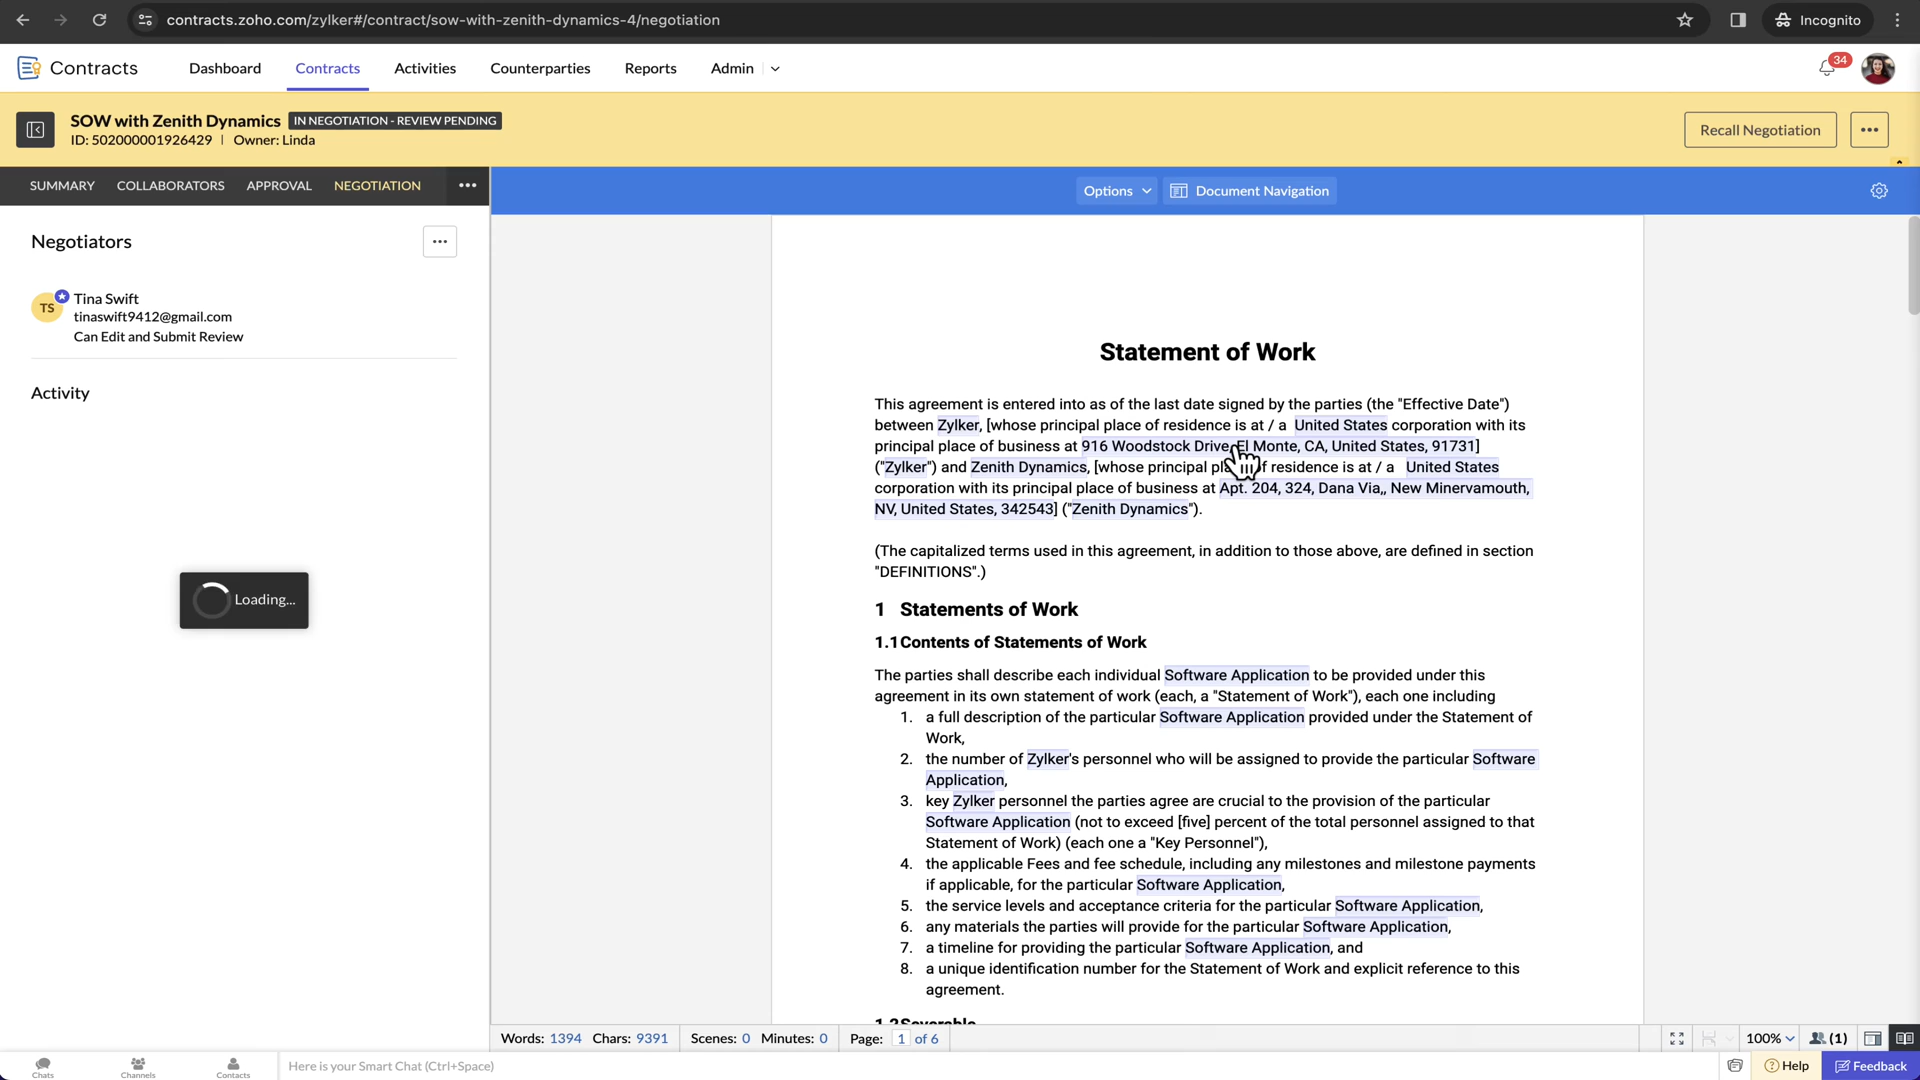 contracts.zoho.com/zylker#/contract/sow-with-zenith-dynamics-4/negotiation
Incognito
Contracts
Dashboard
Contracts
Activities
Counterparties
Reports
Admin
34
SOW with Zenith Dynamics
IN NEGOTIATION - REVIEW PENDING
ID: 502000001926429 | Owner: Linda
Recall Negotiation
SUMMARY
COLLABORATORS
APPROVAL
NEGOTIATION
Options
Document Navigation
Negotiators
TS
Tina Swift
tinaswift9412@gmail.com
Can Edit and Submit Review
Activity
Loading...
Statement of Work
This agreement is entered into as of the last date signed by the parties (the "Effective Date")
between Zylker, [whose principal place of residence is at / a United States corporation with its
principal place of business at 916 Woodstock Drive, El Monte, CA, United States, 91731]
("Zylker") and Zenith Dynamics, [whose principal of residence is at / a United States
corporation with its principal place of business at Apt. 204, 324, Dana Via,, New Minervamouth,
NV, United States, 342543] ("Zenith Dynamics").
(The capitalized terms used in this agreement, in addition to those above, are defined in section
"DEFINITIONS".)
1 Statements of Work
1.1Contents of Statements of Work
The parties shall describe each individual Software Application to be provided under this
agreement in its own statement of work (each, a "Statement of Work"), each one including
1. a full description of the particular Software Application provided under the Statement of
Work,
2. the number of Zylker's personnel who will be assigned to provide the particular Software
Application,
3. key Zylker personnel the parties agree are crucial to the provision of the particular
Software Application (not to exceed [five] percent of the total personnel assigned to that
Statement of Work) (each one a "Key Personnel"),
4. the applicable Fees and fee schedule, including any milestones and milestone payments
if applicable, for the particular Software Application,
5. the service levels and acceptance criteria for the particular Software Application,
6. any materials the parties will provide for the particular Software Application,
7. a timeline for providing the particular Software Application, and
8. a unique identification number for the Statement of Work and explicit reference to this
agreement.
1.2Severable
Words: 1394 Chars: 9391
Scenes: 0 Minutes: 0
Page: 1 of 6
100%
(1)
Chats
Channels
Contacts
Here is your Smart Chat (Ctrl+Space)
Help
Feedback